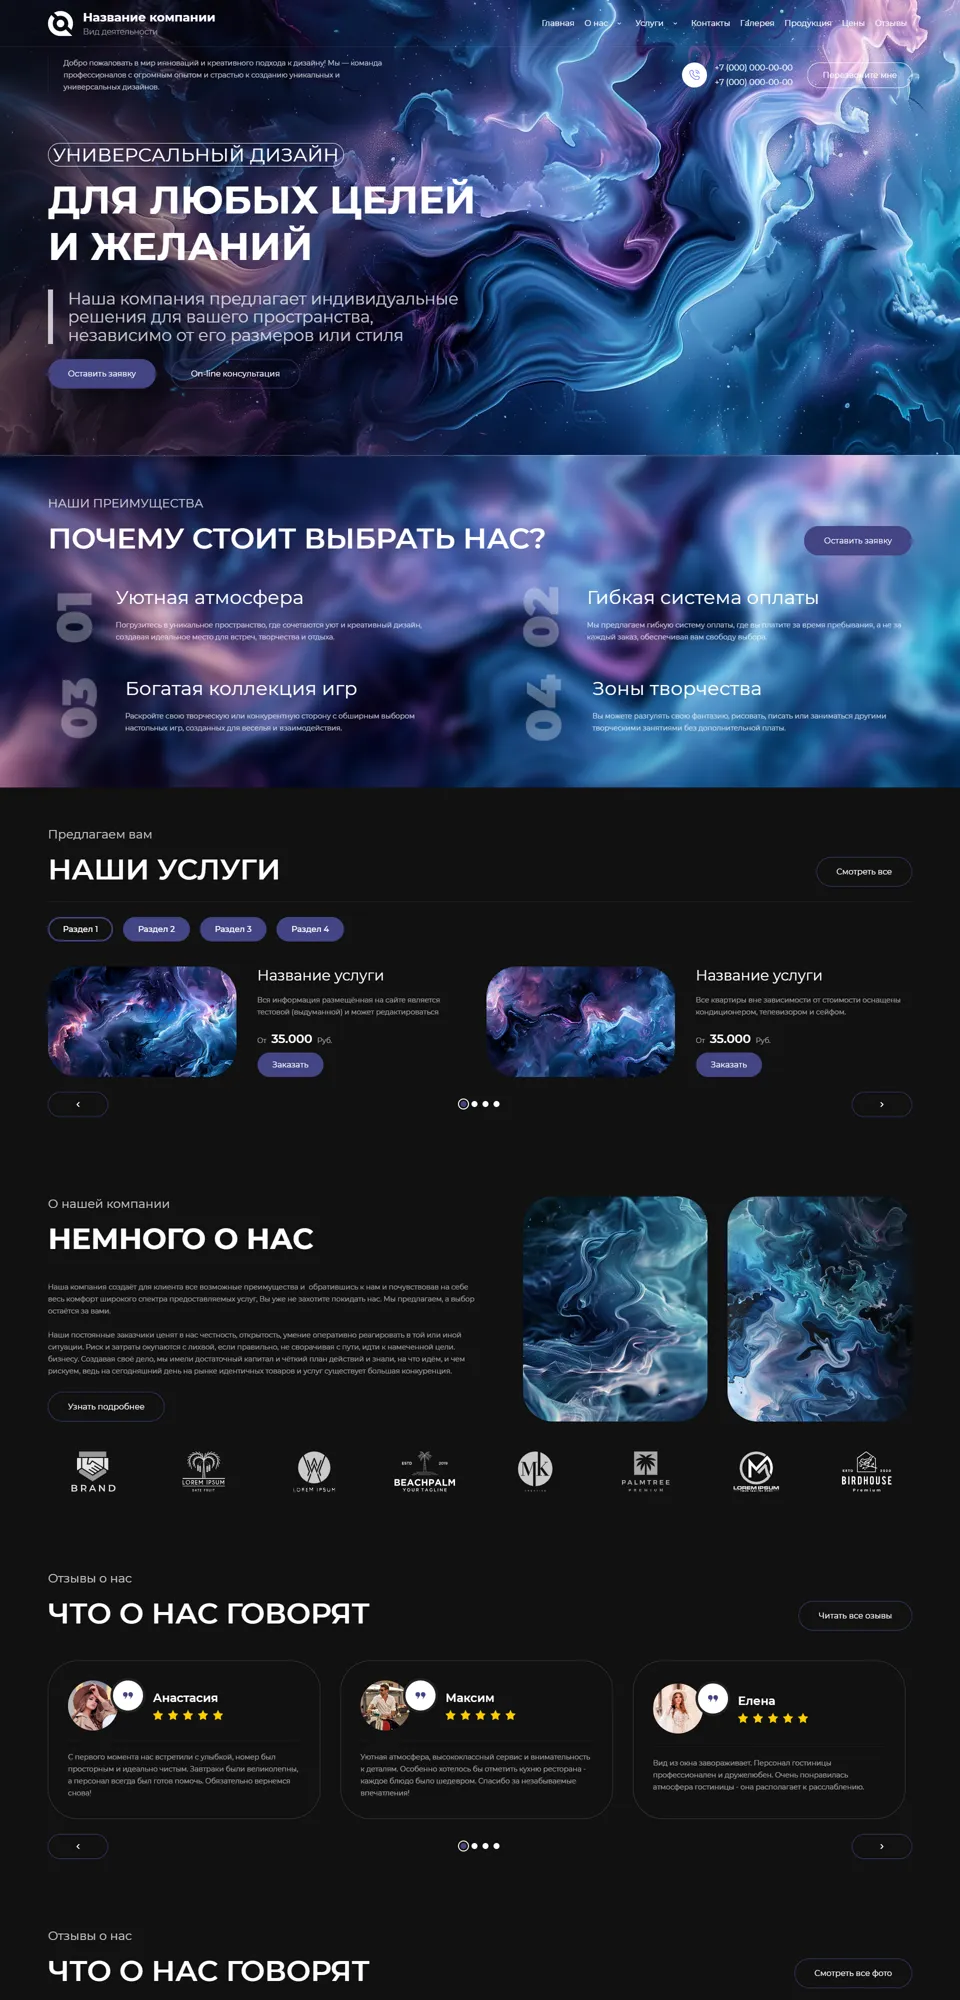 Название компании
Вид деятельности
Главная О нас Услуги Контакты Галерея Продукция Цены Отзывы
Добро пожаловать в мир инноваций и креативного подхода к дизайну! Мы — команда
профессионалов с огромным опытом и страстью к созданию уникальных и
универсальных дизайнов.
+7 (000) 000-00-00
+7 (000) 000-00-00
Перезвоните мне
УНИВЕРСАЛЬНЫЙ ДИЗАЙН
ДЛЯ ЛЮБЫХ ЦЕЛЕЙ
И ЖЕЛАНИЙ
Наша компания предлагает индивидуальные
решения для вашего пространства,
независимо от его размеров или стиля
Оставить заявку
On-line консультация
НАШИ ПРЕИМУЩЕСТВА
ПОЧЕМУ СТОИТ ВЫБРАТЬ НАС?
Оставить заявку
01
Уютная атмосфера
Погрузитесь в уникальное пространство, где сочетаются уют и креативный дизайн,
создавая идеальное место для встреч, творчества и отдыха.
02
Гибкая система оплаты
Мы предлагаем гибкую систему оплаты, где вы платите за время пребывания, а не за
каждый заказ, обеспечивая вам свободу выбора.
03
Богатая коллекция игр
Раскройте свою творческую или конкурентную сторону с обширным выбором
настольных игр, созданных для веселья и взаимодействия.
04
Зоны творчества
Вы можете разгулять свою фантазию, рисовать, писать или заниматься другими
творческими занятиями без дополнительной платы.
Предлагаем вам
НАШИ УСЛУГИ
Смотреть все
Раздел 1
Раздел 2
Раздел 3
Раздел 4
Название услуги
Вся информация размещённая на сайте является
тестовой (выдуманной) и может редактироваться
От 35.000 Руб.
Заказать
Название услуги
Все квартиры вне зависимости от стоимости оснащены
кондиционером, телевизором и сейфом.
От 35.000 Руб.
Заказать
О нашей компании
НЕМНОГО О НАС
Наша компания создаёт для клиента все возможные преимущества и обратившись к нам и почувствовав на себе
весь комфорт широкого спектра предоставляемых услуг, Вы уже не захотите покидать нас. Мы предлагаем, а выбор
остаётся за вами.
Наши постоянные заказчики ценят в нас честность, открытость, умение оперативно реагировать в той или иной
ситуации. Риск и затраты окупаются с лихвой, если правильно, не сворачивая с пути, идти к намеченной цели.
бизнесу. Создавая своё дело, мы имели достаточный капитал и чёткий план действий и знали, на что идём, и чем
рискуем, ведь на сегодняшний день на рынке идентичных товаров и услуг существует большая конкуренция.
Узнать подробнее
BRAND
LOREM IPSUM
DATE FRUIT
W
LOREM IPSUM
ESTD 2019
BEACHPALM
YOUR TAGLINE
MK
PALMTREE
PREMIUM
M
LOREM IPSUM
BIRDHOUSE
Premium
Отзывы о нас
ЧТО О НАС ГОВОРЯТ
Читать все озывы
Анастасия
С первого момента нас встретили с улыбкой, номер был
просторным и идеально чистым. Завтраки были великолепны,
а персонал всегда был готов помочь. Обязательно вернемся
снова!
Максим
Уютная атмосфера, высококлассный сервис и внимательность
к деталям. Особенно хотелось бы отметить кухню ресторана -
каждое блюдо было шедевром. Спасибо за незабываемые
впечатления!
Елена
Вид из окна завораживает. Персонал гостиницы
профессионален и дружелюбен. Очень понравилась
атмосфера гостиницы - она располагает к расслаблению.
Отзывы о нас
ЧТО О НАС ГОВОРЯТ
Смотреть все фото